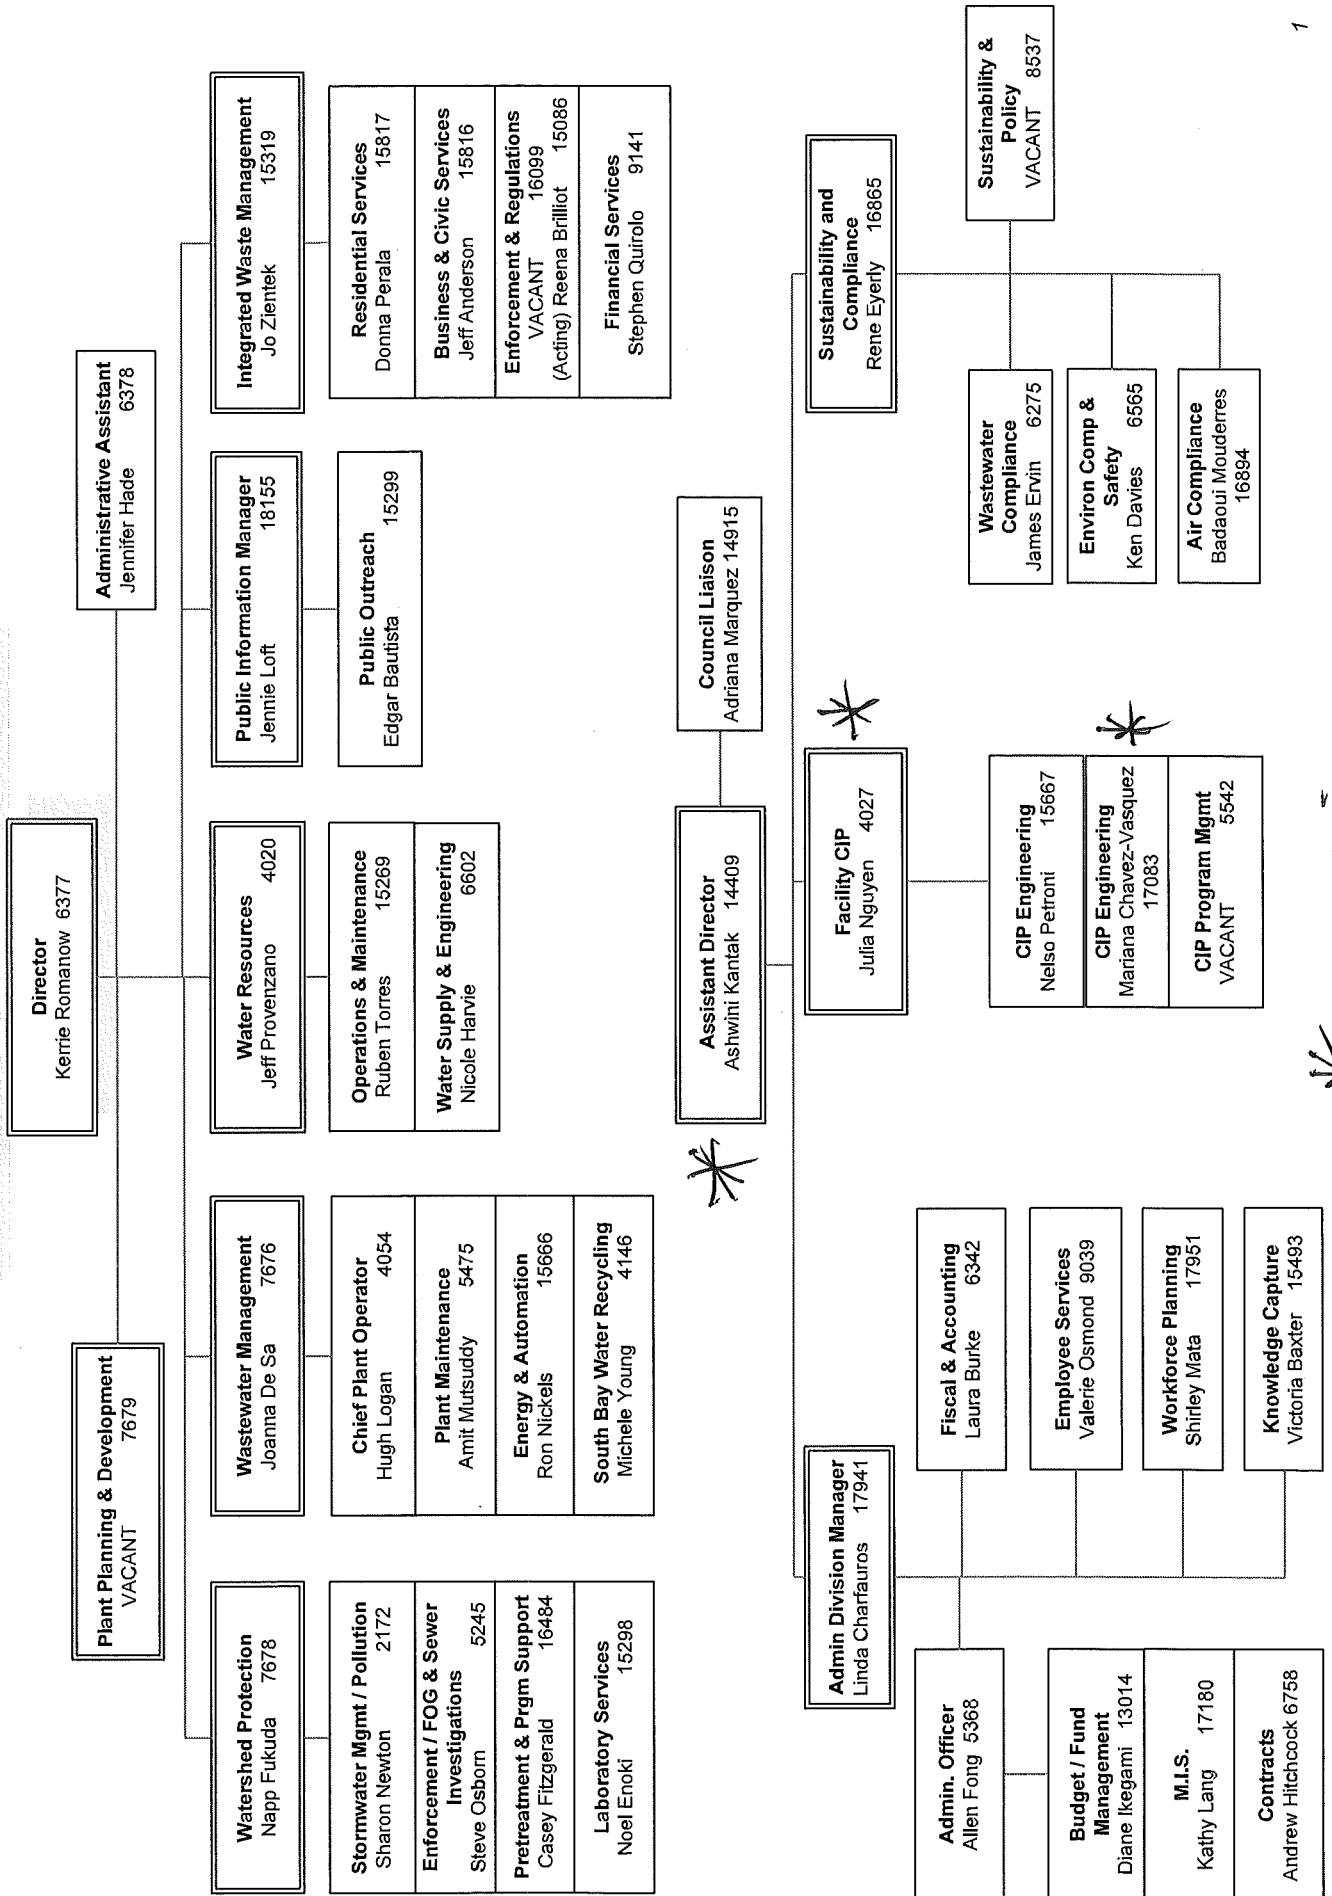 Director
Kerrie Romanow 6377
Plant Planning & Development
VACANT 7679
Administrative Assistant
Jennifer Hade 6378
Watershed Protection
Napp Fukuda 7678
Stormwater Mgmt / Pollution
Sharon Newton 2172
Enforcement / FOG & Sewer
Investigations
Steve Osborn 5245
Pretreatment & Prgm Support
Casey Fitzgerald 16484
Laboratory Services
Noel Enoki 15298
Wastewater Management
Joanna De Sa 7676
Chief Plant Operator
Hugh Logan 4054
Plant Maintenance
Amit Mutsuddy 5475
Energy & Automation
Ron Nickels 15666
South Bay Water Recycling
Michele Young 4146
Water Resources
Jeff Provenzano 4020
Operations & Maintenance
Ruben Torres 15269
Water Supply & Engineering
Nicole Harvie 6602
Public Information Manager
Jennie Loft 18155
Public Outreach
Edgar Bautista 15299
Integrated Waste Management
Jo Zientek 15319
Residential Services
Donna Perala 15817
Business & Civic Services
Jeff Anderson 15816
Enforcement & Regulations
VACANT 16099
(Acting) Reena Brilliot 15086
Financial Services
Stephen Quirolo 9141
Assistant Director
Ashwini Kantak 14409
Council Liaison
Adriana Marquez 14915
Admin Division Manager
Linda Charfauros 17941
Admin. Officer
Allen Fong 5368
Budget / Fund
Management
Diane Ikegami 13014
M.I.S.
Kathy Lang 17180
Contracts
Andrew Hitchcock 6758
Fiscal & Accounting
Laura Burke 6342
Employee Services
Valerie Osmond 9039
Workforce Planning
Shirley Mata 17951
Knowledge Capture
Victoria Baxter 15493
Facility CIP
Julia Nguyen 4027
CIP Engineering
Nelso Petroni 15667
CIP Engineering
Mariana Chavez-Vasquez
17083
CIP Program Mgmt
VACANT 5542
Sustainability and
Compliance
Rene Eyerly 16865
Wastewater
Compliance
James Ervin 6275
Environ Comp &
Safety
Ken Davies 6565
Air Compliance
Badaoui Mouderres
16894
Sustainability &
Policy
VACANT 8537
1